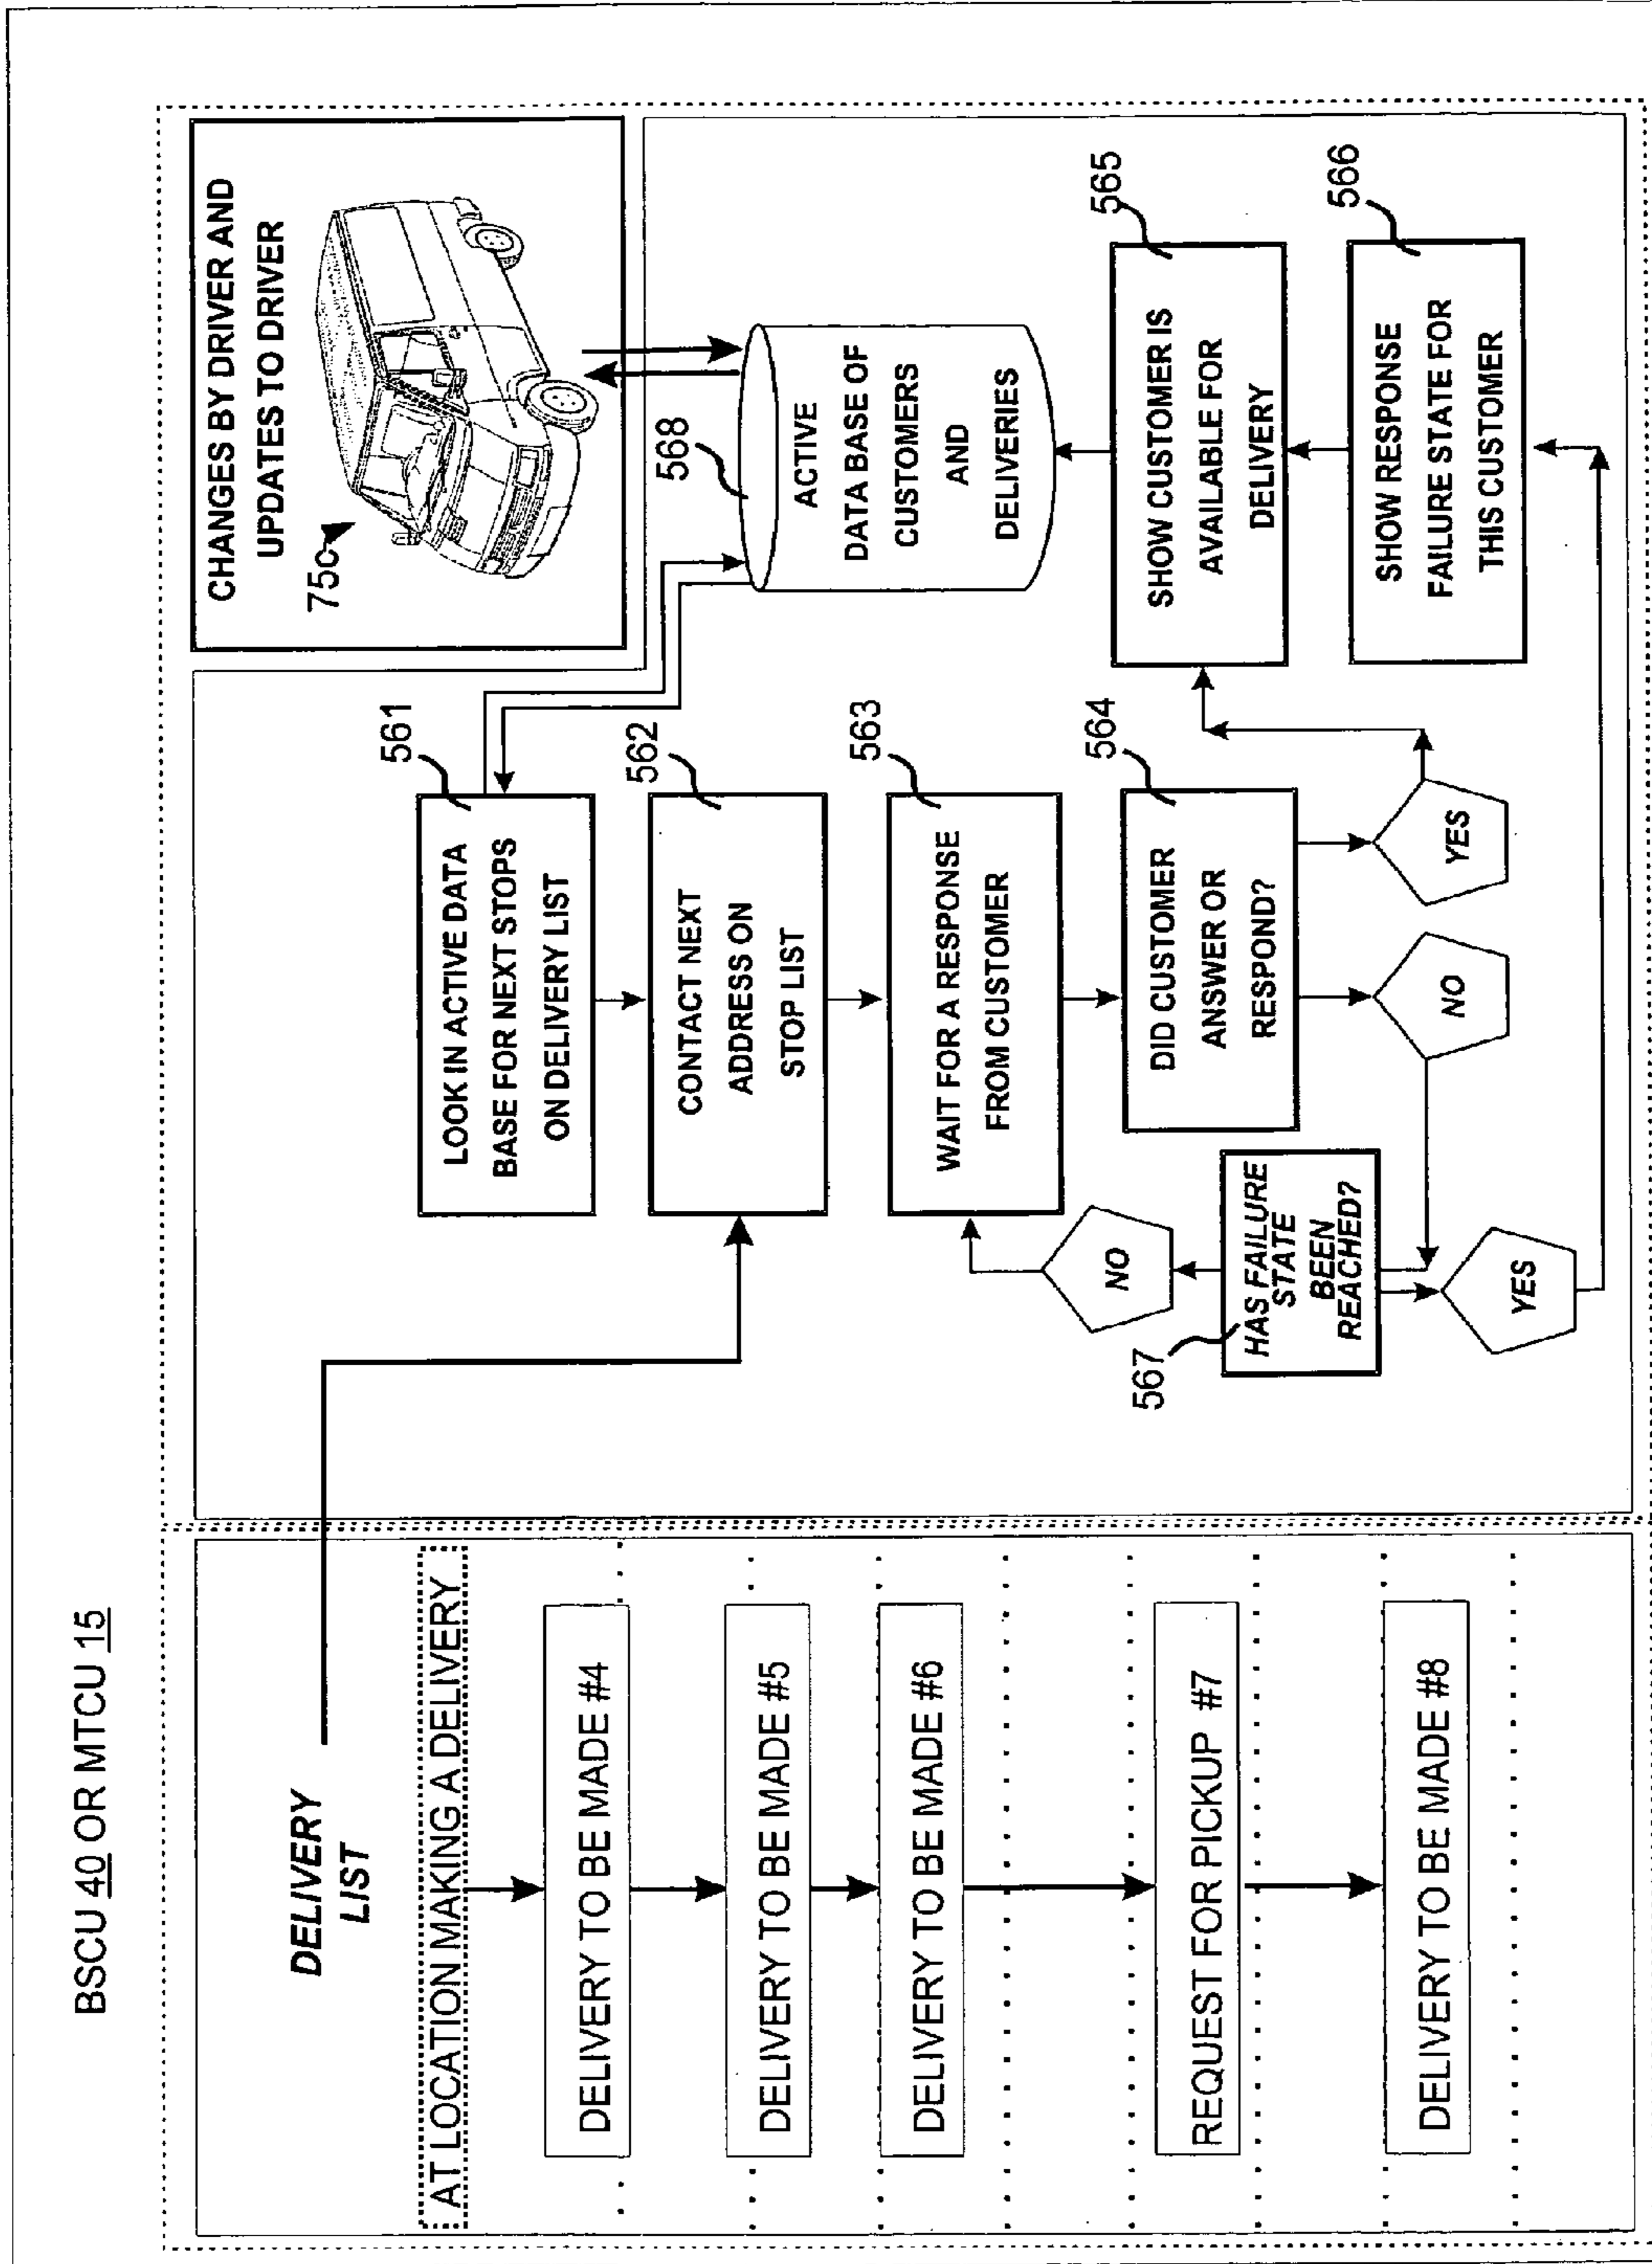 BSCU 40 OR MTCU 15
DELIVERY
LIST
AT LOCATION MAKING A DELIVERY
DELIVERY TO BE MADE #4
DELIVERY TO BE MADE #5
DELIVERY TO BE MADE #6
REQUEST FOR PICKUP #7
DELIVERY TO BE MADE #8
561
LOOK IN ACTIVE DATA
BASE FOR NEXT STOPS
ON DELIVERY LIST
562
CONTACT NEXT
ADDRESS ON
STOP LIST
563
WAIT FOR A RESPONSE
FROM CUSTOMER
564
DID CUSTOMER
ANSWER OR
RESPOND?
NO
567
HAS FAILURE
STATE
BEEN
REACHED?
YES
NO
YES
CHANGES BY DRIVER AND
UPDATES TO DRIVER
75c
568
ACTIVE
DATA BASE OF
CUSTOMERS
AND
DELIVERIES
565
SHOW CUSTOMER IS
AVAILABLE FOR
DELIVERY
566
SHOW RESPONSE
FAILURE STATE FOR
THIS CUSTOMER